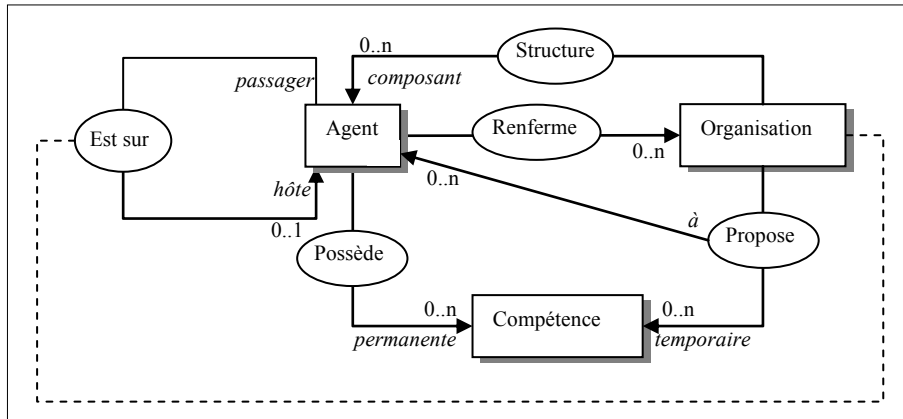 0..n
Structure
passager
composant
Est sur
Agent
Renferme
Organisation
0..n
hôte
0..n
0..1
à
Possède
Propose
0..n
Compétence
0..n
permanente
temporaire